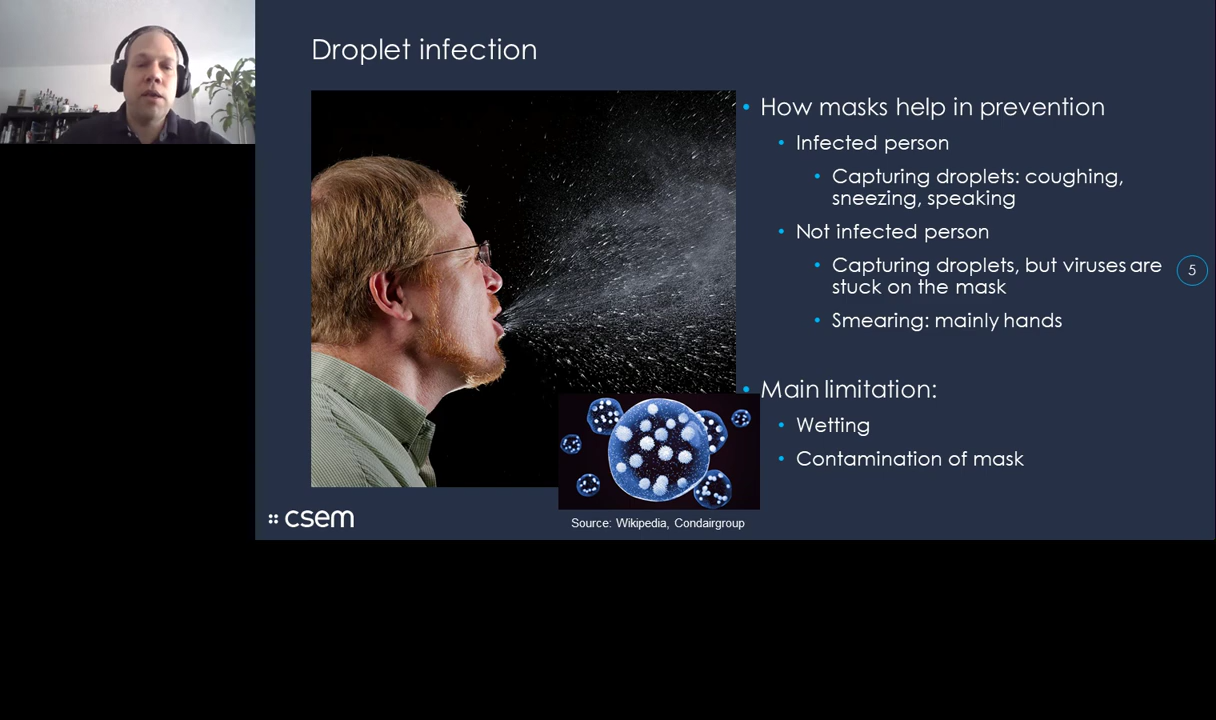 Droplet infection
How masks help in prevention
Infected person
Capturing droplets: coughing,
sneezing, speaking
Not infected person
Capturing droplets, but viruses are
stuck on the mask
5
Smearing: mainly hands
Main limitation:
Wetting
Contamination of mask
csem
Source: Wikipedia, Condairgroup